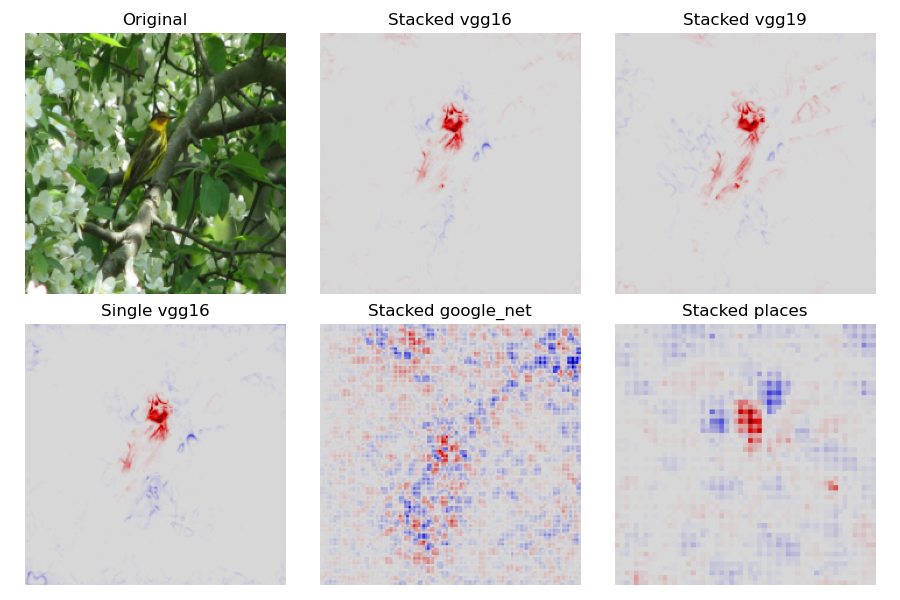 Original
Stacked vgg16
Stacked vgg19
Single vgg16
Stacked google_net
Stacked places